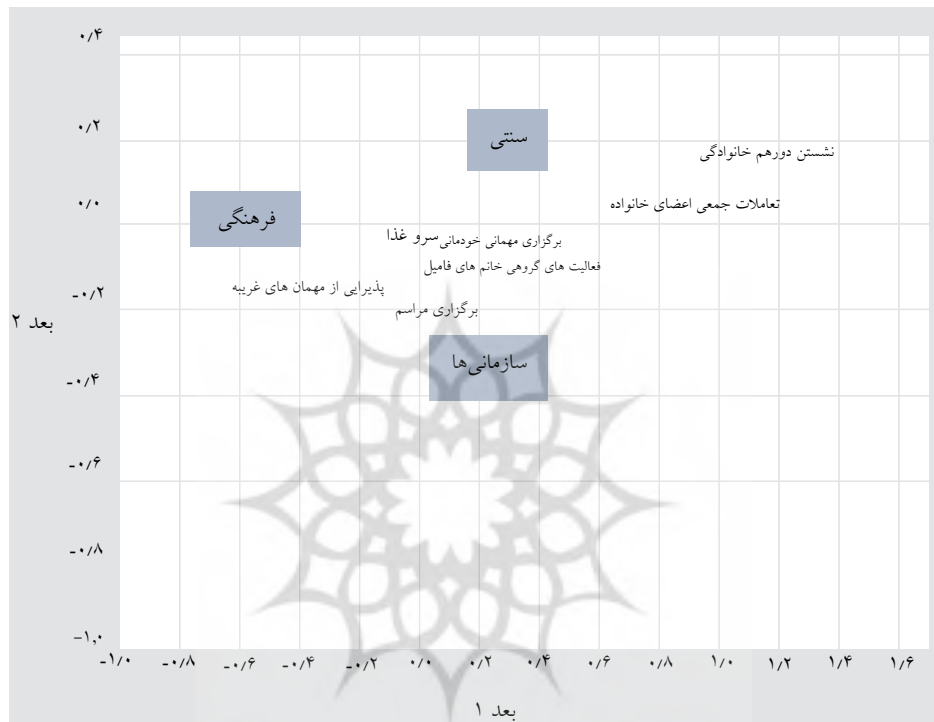 ۰/۴
۰/۲
سنتی
نشستن دورهم خانوادگی
۰/۰
تعاملات جمعی اعضای خانواده
فرهنگی
برگزاری مهمانی خودمانی سرو غذا
فعالیت های گروهی خانم های فامیل
-۰/۲
پذیرایی از مهمان های غریبه
برگزاری مراسم
بعد ۲
سازمانی‌ها
-۰/۴
-۰/۶
-۰/۸
-۱,۰
-۱/۰ -۰/۸ -۰/۶ -۰/۴ -۰/۲ ۰/۰ ۰/۲ ۰/۴ ۰/۶ ۰/۸ ۱/۰ ۱/۲ ۱/۴ ۱/۶
بعد ۱